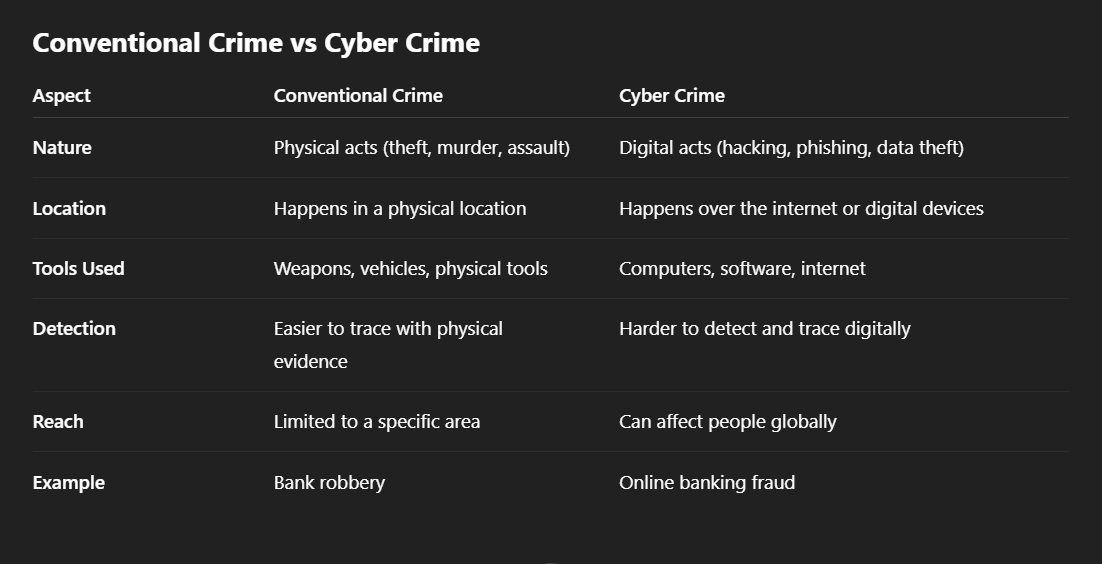 Conventional Crime vs Cyber Crime
Aspect Conventional Crime Cyber Crime
Nature Physical acts (theft, murder, assault) Digital acts (hacking, phishing, data theft)
Location Happens in a physical location Happens over the internet or digital devices
Tools Used Weapons, vehicles, physical tools Computers, software, internet
Detection Easier to trace with physical Harder to detect and trace digitally
evidence
Reach Limited to a specific area Can affect people globally
Example Bank robbery Online banking fraud